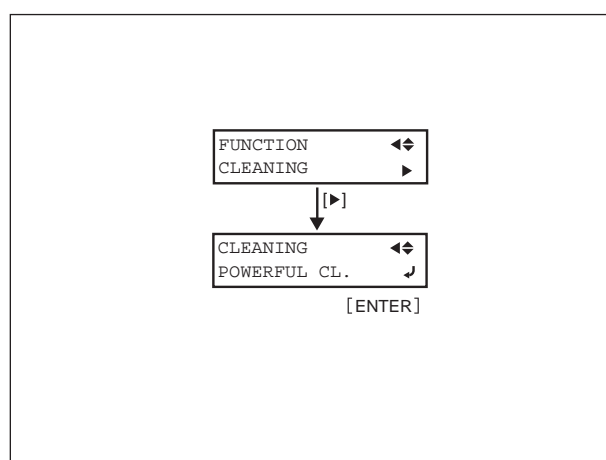 FUNCTION ◀◆
CLEANING ▶
[▶]
CLEANING ◀◆
POWERFUL CL. ↵
[ENTER]